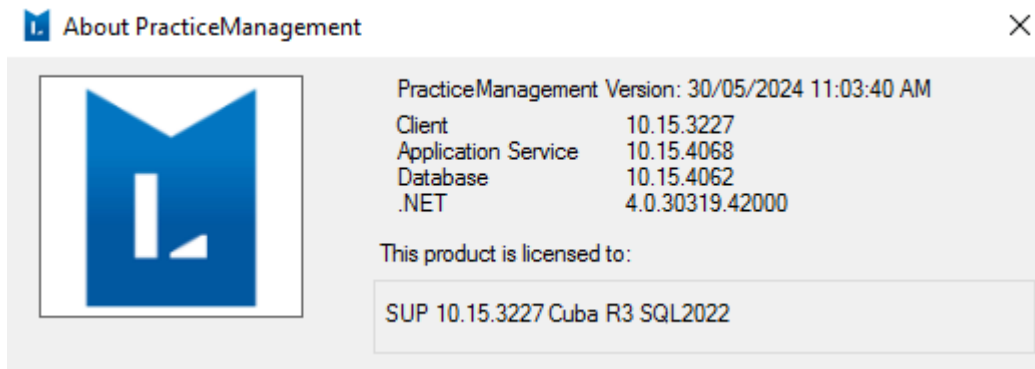 About PracticeManagement
PracticeManagement Version: 30/05/2024 11:03:40 AM
Client 10.15.3227
Application Service 10.15.4068
Database 10.15.4062
.NET 4.0.30319.42000
This product is licensed to:
SUP 10.15.3227 Cuba R3 SQL2022